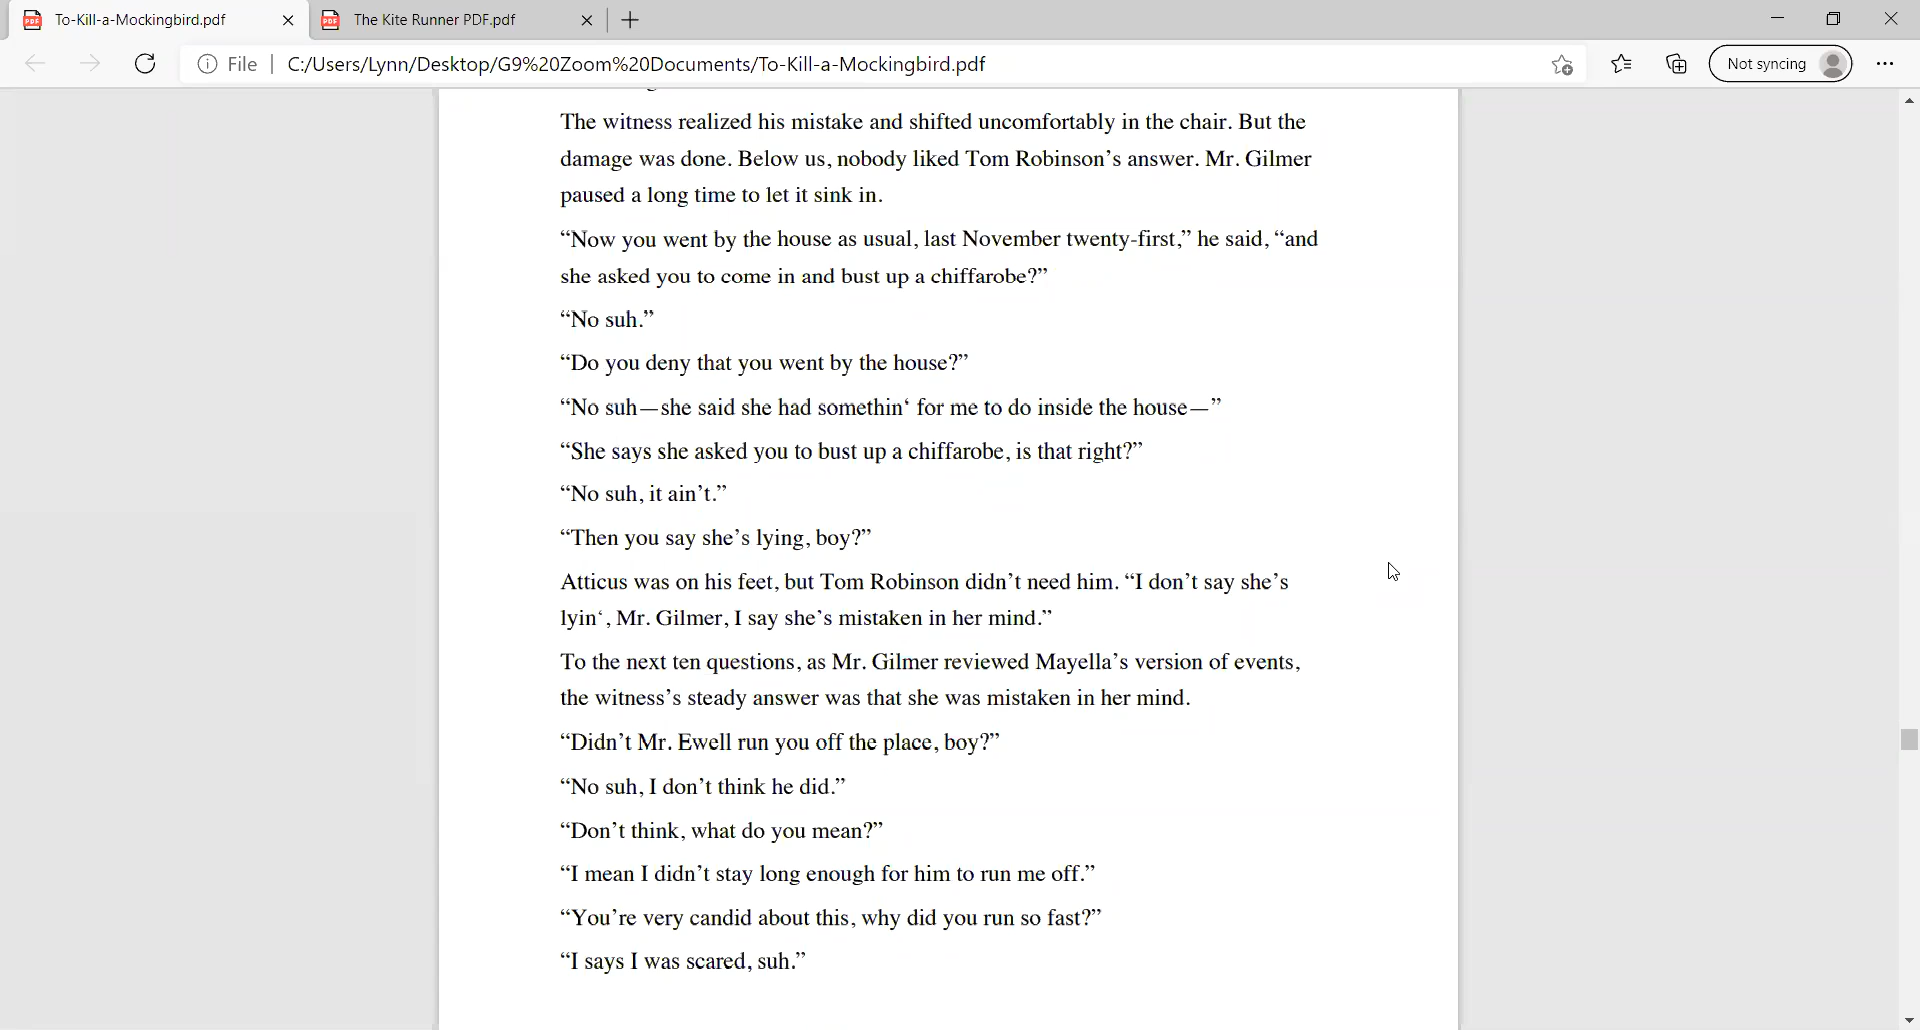 To-Kill-a-Mockingbird.pdf
The Kite Runner PDF.pdf
File
C:/Users/Lynn/Desktop/G9%20Zoom%20Documents/To-Kill-a-Mockingbird.pdf
Not syncing
The witness realized his mistake and shifted uncomfortably in the chair. But the
damage was done. Below us, nobody liked Tom Robinson’s answer. Mr. Gilmer
paused a long time to let it sink in.
“Now you went by the house as usual, last November twenty-first,” he said, “and
she asked you to come in and bust up a chiffarobe?”
“No suh.”
“Do you deny that you went by the house?”
“No suh—she said she had somethin‘ for me to do inside the house—”
“She says she asked you to bust up a chiffarobe, is that right?”
“No suh, it ain’t.”
“Then you say she’s lying, boy?”
Atticus was on his feet, but Tom Robinson didn’t need him. “I don’t say she’s
lyin‘, Mr. Gilmer, I say she’s mistaken in her mind.”
To the next ten questions, as Mr. Gilmer reviewed Mayella’s version of events,
the witness’s steady answer was that she was mistaken in her mind.
“Didn’t Mr. Ewell run you off the place, boy?”
“No suh, I don’t think he did.”
“Don’t think, what do you mean?”
“I mean I didn’t stay long enough for him to run me off.”
“You’re very candid about this, why did you run so fast?”
“I says I was scared, suh.”